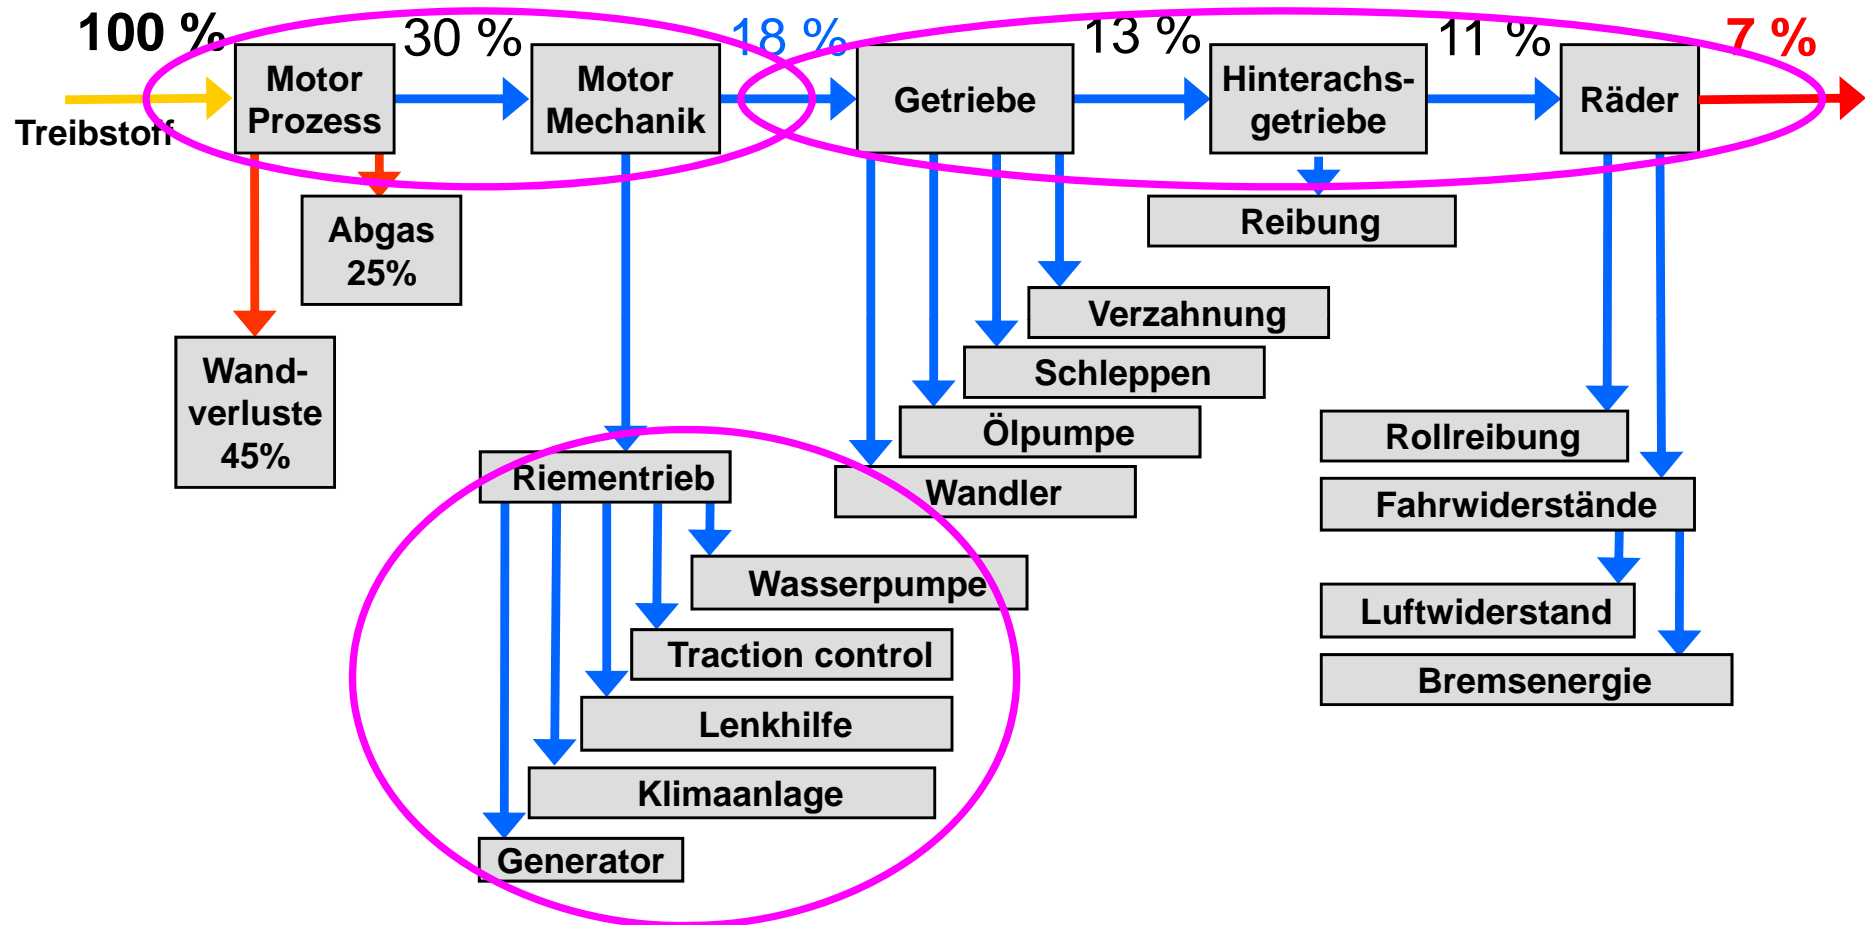 100 %
30 %
18 %
13 %
11 %
7 %
Treibstoff
Motor
Prozess
Motor
Mechanik
Getriebe
Hinterachs-
getriebe
Räder
Abgas
25%
Wand-
verluste
45%
Reibung
Verzahnung
Schleppen
Ölpumpe
Wandler
Riementrieb
Wasserpumpe
Traction control
Lenkhilfe
Klimaanlage
Generator
Rollreibung
Fahrwiderstände
Luftwiderstand
Bremsenergie